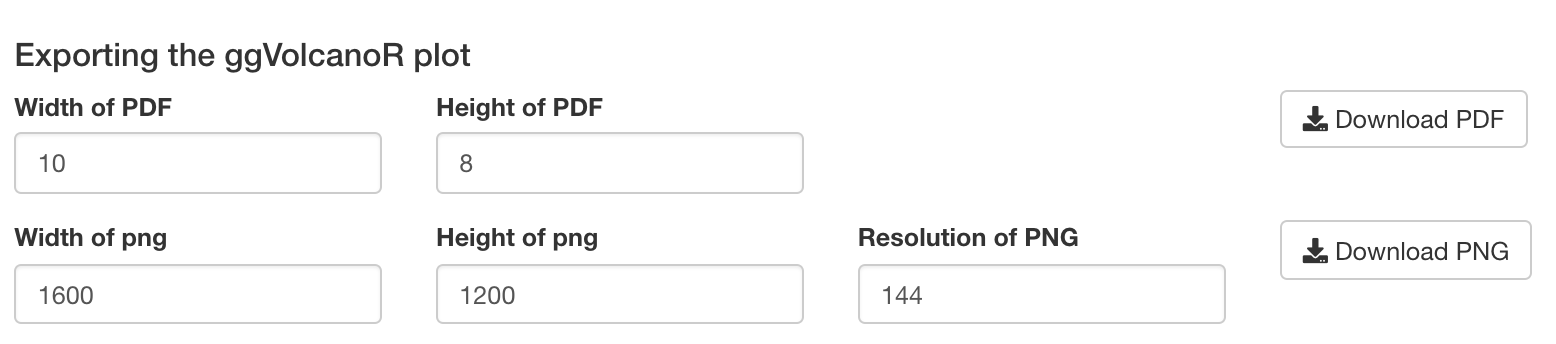 Exporting the ggVolcanoR plot
Width of PDF
Height of PDF
Download PDF
10
8
Width of png
Height of png
Resolution of PNG
Download PNG
1600
1200
144